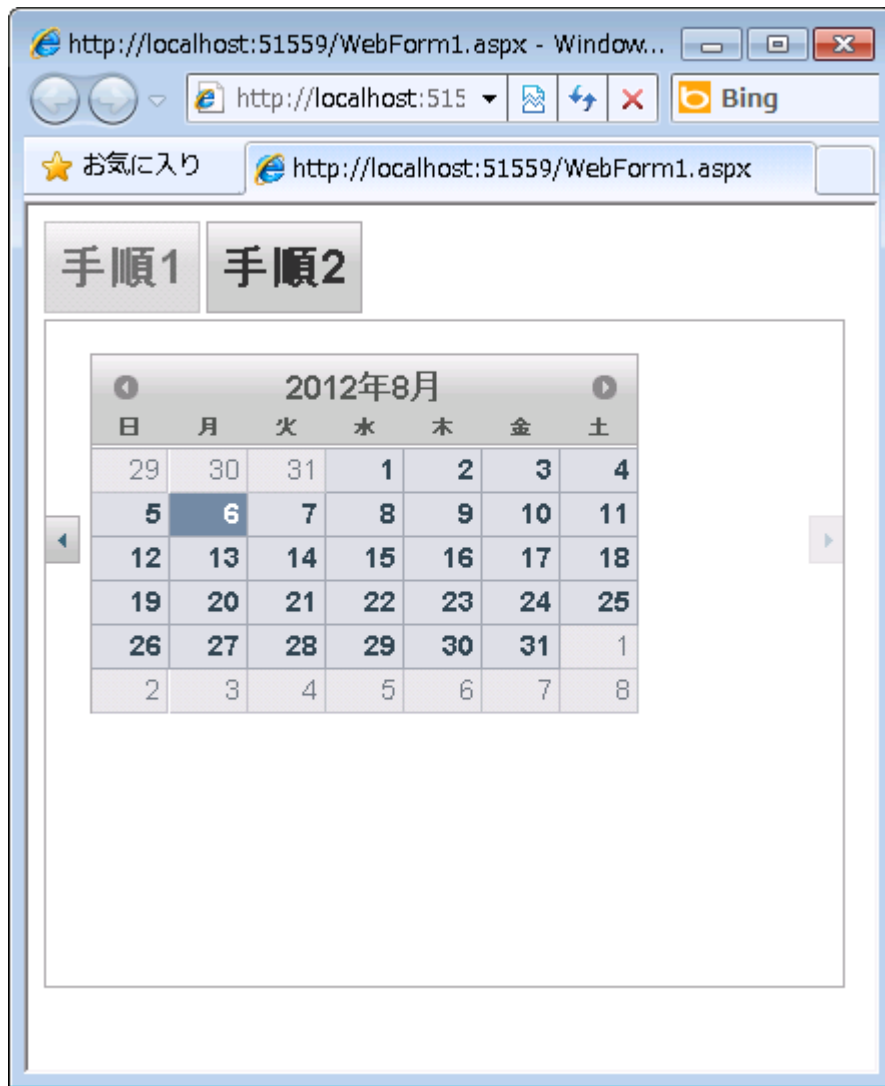 http://localhost:51559/WebForm1.aspx - Window...
http://localhost:515 Bing
お気に入り http://localhost:51559/WebForm1.aspx
手順1 手順2
2012年8月
日 月 火 水 木 金 土
29 30 31 1 2 3 4
5 6 7 8 9 10 11
12 13 14 15 16 17 18
19 20 21 22 23 24 25
26 27 28 29 30 31 1
2 3 4 5 6 7 8